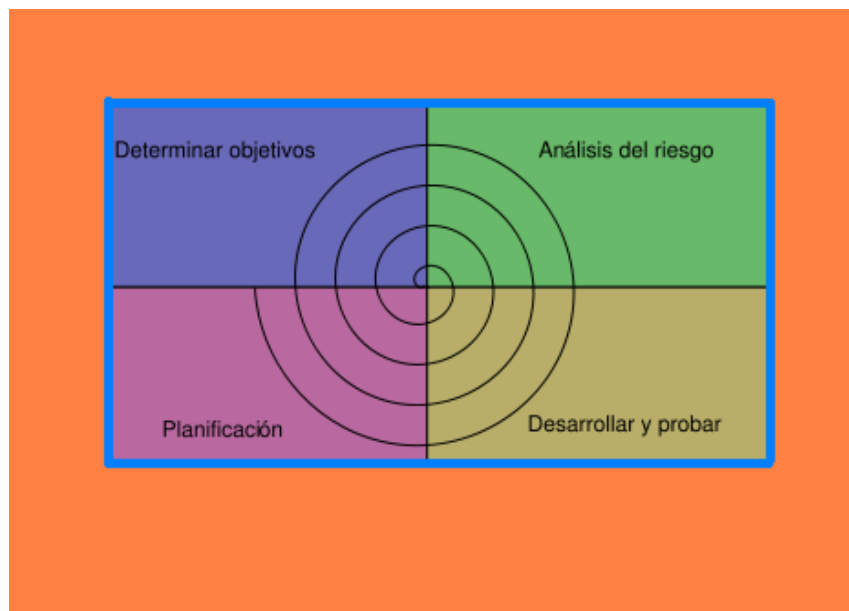 Determinar objetivos
Análisis del riesgo
Planificación
Desarrollar y probar